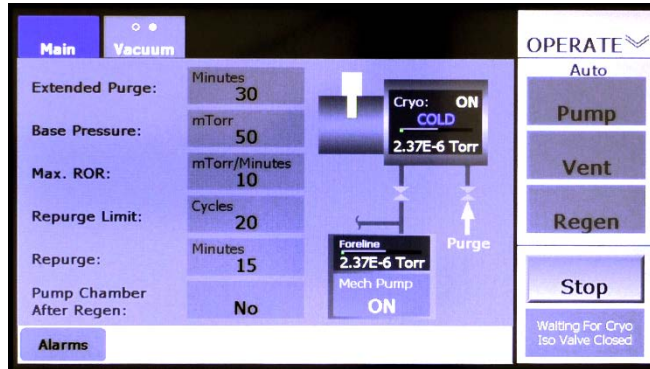 Main
Vacuum
OPERATE
Auto
Extended Purge:
Minutes
30
Base Pressure:
mTorr
50
Max. ROR:
mTorr/Minutes
10
Repurge Limit:
Cycles
20
Repurge:
Minutes
15
Pump Chamber
After Regen:
No
Alarms
Cryo: ON
COLD
2.37E-6 Torr
Purge
Foreline
2.37E-6 Torr
Mech Pump
ON
Pump
Vent
Regen
Stop
Waiting For Cryo
Iso Valve Closed